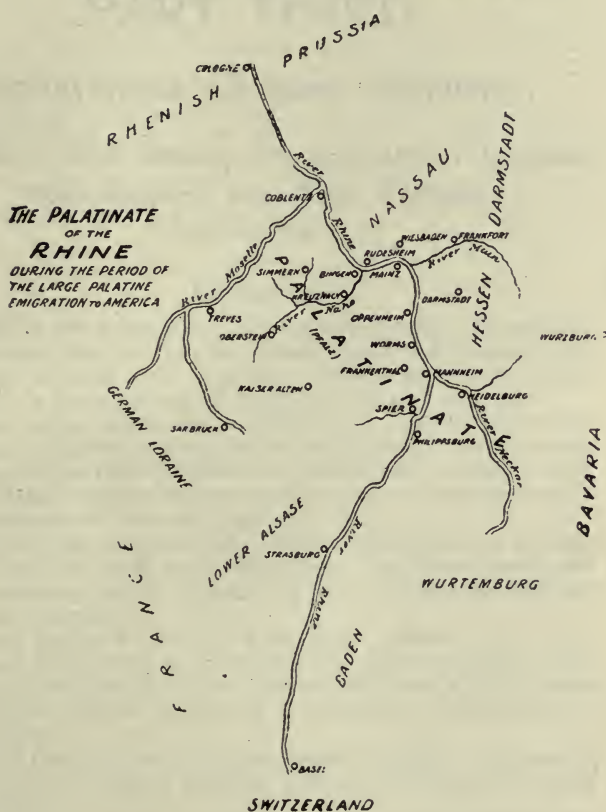 PRUSSIA
COLOGNE
RHENISH
River
NASSAU
DARMSTADT
COBLENTZ
THE PALATINATE
OF THE
RHINE
DURING THE PERIOD OF
THE LARGE PALATINE
EMIGRATION TO AMERICA
Rhine
WIESBADEN
FRANKFORT
RUDESHEIM
River Main
SIMMERN
BINGEN
MAINZ
River Moselle
KREUZNACH
DARMSTADT
HESSEN
TREVES
River Nahe
OPPENHEIM
OBERSTEIN
PALATINATE
(PFALZ)
WORMS
WURZBURG
FRANKENTHAL
MANNHEIM
KAISERALTEN
HEIDELBURG
GERMAN LORAINE
SPIER
River Neckar
SARBRUCK
PHILIPPSBURG
BAVARIA
LOWER ALSASE
River
STRASBURG
FRANCE
WURTEMBURG
Rhine
BADEN
BASEL
SWITZERLAND